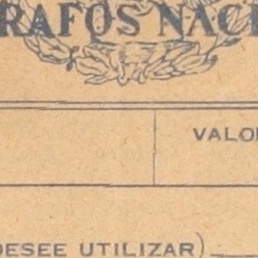 RAFOS NAC
VALO
DESEE UTILIZAR)